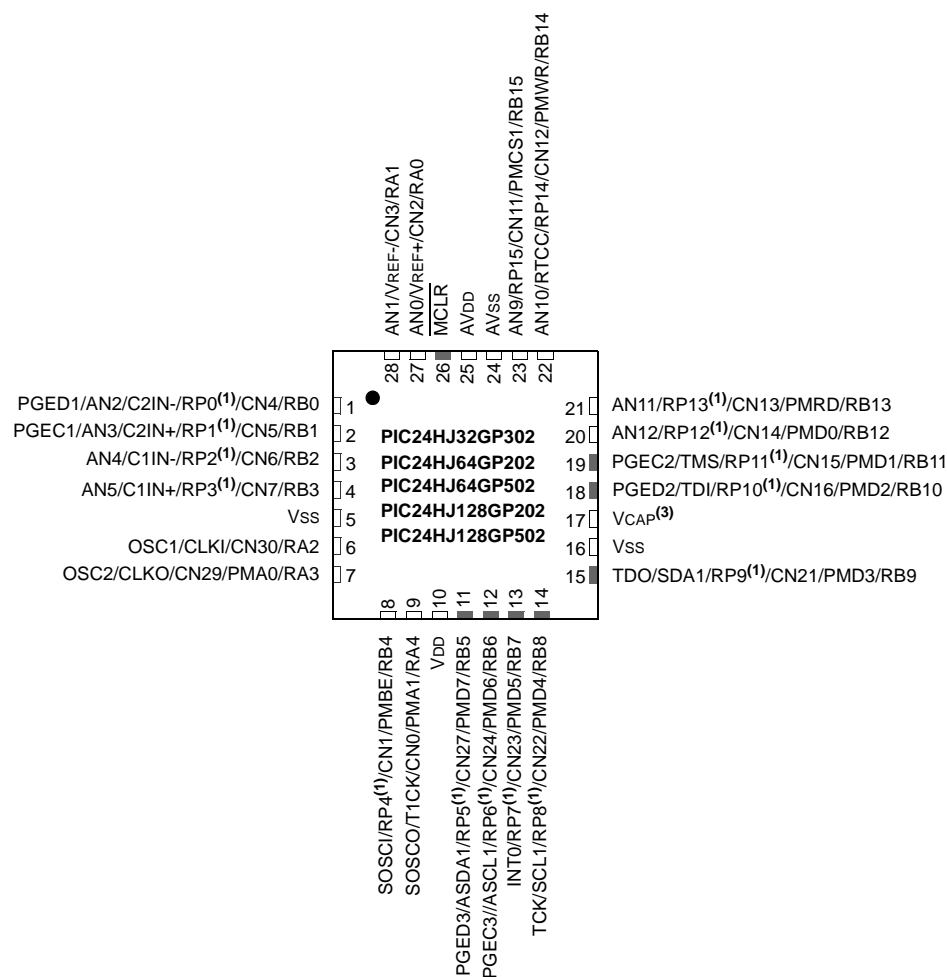 AN1/VREF-/CN3/RA1
AN0/VREF+/CN2/RA0
MCLR
AVDD
AVSS
AN9/RP15/CN11/PMCS1/RB15
AN10/RTCC/RP14/CN12/PMWR/RB14
28
27
26
25
24
23
22
PGED1/AN2/C2IN-/RP0(1)/CN4/RB0
1
PGEC1/AN3/C2IN+/RP1(1)/CN5/RB1
2
AN4/C1IN-/RP2(1)/CN6/RB2
3
AN5/C1IN+/RP3(1)/CN7/RB3
4
VSS
5
OSC1/CLKI/CN30/RA2
6
OSC2/CLKO/CN29/PMA0/RA3
7
PIC24HJ32GP302
PIC24HJ64GP202
PIC24HJ64GP502
PIC24HJ128GP202
PIC24HJ128GP502
21
AN11/RP13(1)/CN13/PMRD/RB13
20
AN12/RP12(1)/CN14/PMD0/RB12
19
PGEC2/TMS/RP11(1)/CN15/PMD1/RB11
18
PGED2/TDI/RP10(1)/CN16/PMD2/RB10
17
VCAP(3)
16
VSS
15
TDO/SDA1/RP9(1)/CN21/PMD3/RB9
8
9
10
11
12
13
14
SOSCI/RP4(1)/CN1/PMBE/RB4
SOSCO/T1CK/CN0/PMA1/RA4
VDD
PGED3/ASDA1/RP5(1)/CN27/PMD7/RB5
PGEC3//ASCL1/RP6(1)/CN24/PMD6/RB6
INT0/RP7(1)/CN23/PMD5/RB7
TCK/SCL1/RP8(1)/CN22/PMD4/RB8